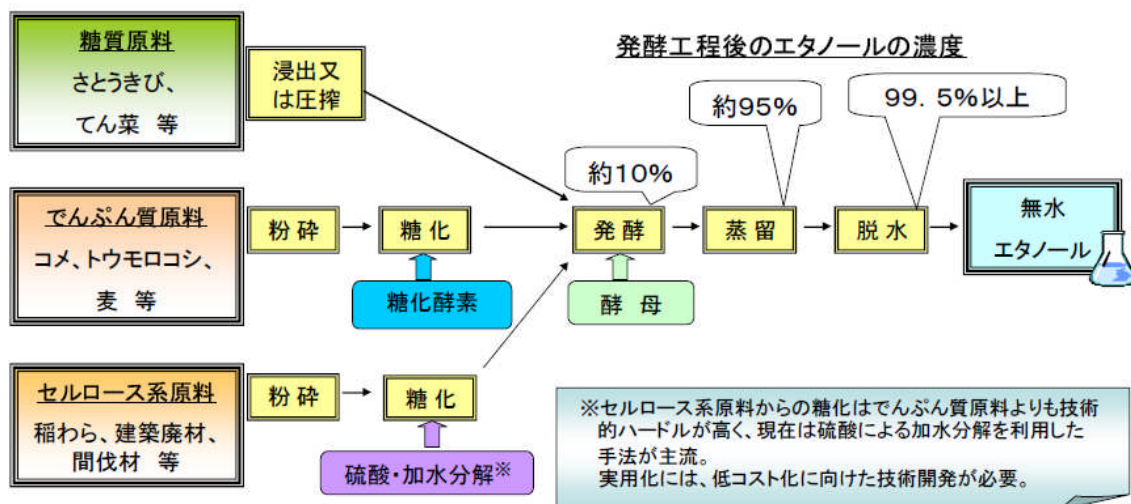 糖質原料
さとうきび、
てん菜 等
浸出又
は圧搾
発酵工程後のエタノールの濃度
約95%
99.5%以上
約10%
でんぷん質原料
コメ、トウモロコシ、
麦 等
粉砕
糖化
発酵
蒸留
脱水
無水
エタノール
糖化酵素
酵 母
セルロース系原料
稲わら、建築廃材、
間伐材 等
粉砕
糖化
硫酸・加水分解※
※セルロース系原料からの糖化はでんぷん質原料よりも技術
的ハードルが高く、現在は硫酸による加水分解を利用した
手法が主流。
実用化には、低コスト化に向けた技術開発が必要。